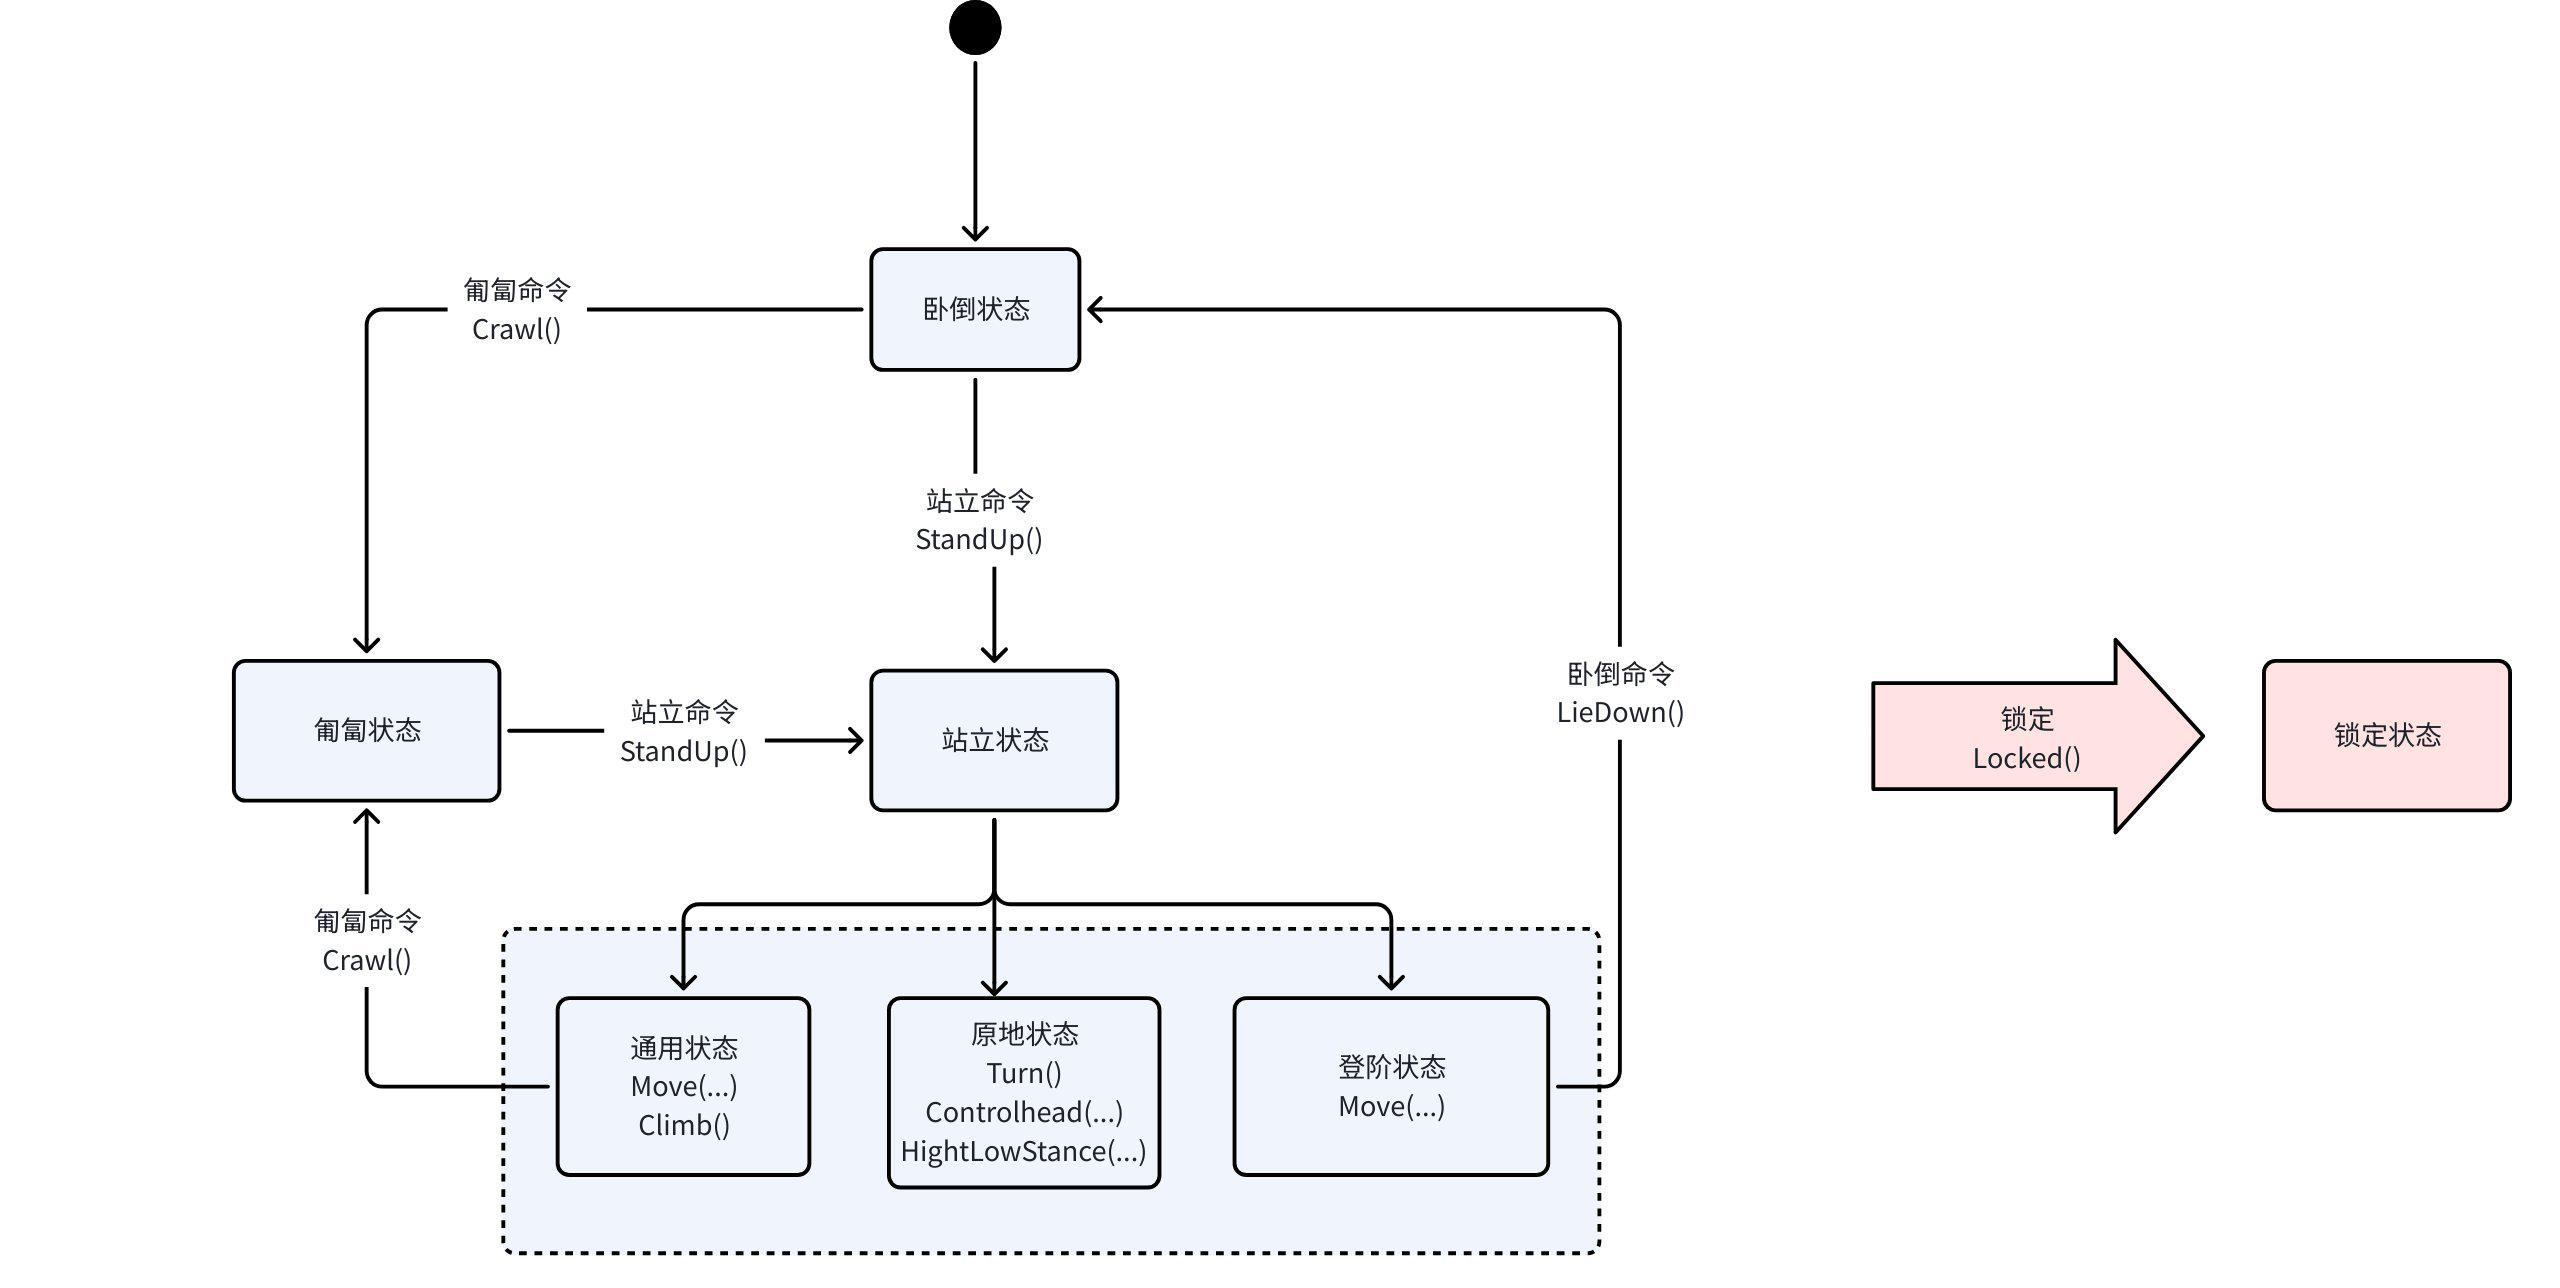 卧倒状态
匍匐命令
Crawl()
站立命令
StandUp()
卧倒命令
LieDown()
匍匐状态
站立命令
StandUp()
站立状态
锁定
Locked()
锁定状态
匍匐命令
Crawl()
通用状态
Move(...)
Climb()
原地状态
Turn()
Controlhead(...)
HightLowStance(...)
登阶状态
Move(...)